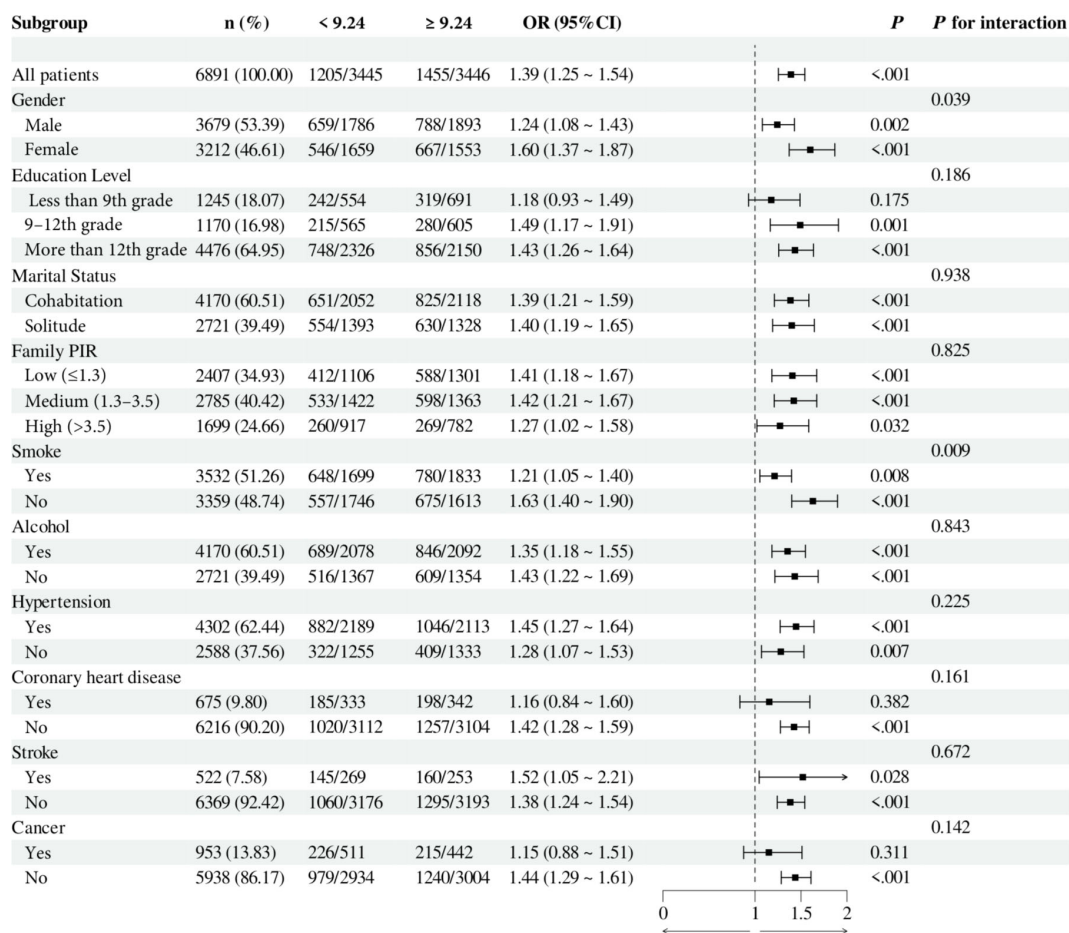 Subgroup n (%) < 9.24 ≥ 9.24 OR (95%CI) P P for interaction
All patients 6891 (100.00) 1205/3445 1455/3446 1.39 (1.25 ~ 1.54) <.001
Gender 0.039
Male 3679 (53.39) 659/1786 788/1893 1.24 (1.08 ~ 1.43) 0.002
Female 3212 (46.61) 546/1659 667/1553 1.60 (1.37 ~ 1.87) <.001
Education Level 0.186
Less than 9th grade 1245 (18.07) 242/554 319/691 1.18 (0.93 ~ 1.49) 0.175
9–12th grade 1170 (16.98) 215/565 280/605 1.49 (1.17 ~ 1.91) 0.001
More than 12th grade 4476 (64.95) 748/2326 856/2150 1.43 (1.26 ~ 1.64) <.001
Marital Status 0.938
Cohabitation 4170 (60.51) 651/2052 825/2118 1.39 (1.21 ~ 1.59) <.001
Solitude 2721 (39.49) 554/1393 630/1328 1.40 (1.19 ~ 1.65) <.001
Family PIR 0.825
Low (≤1.3) 2407 (34.93) 412/1106 588/1301 1.41 (1.18 ~ 1.67) <.001
Medium (1.3–3.5) 2785 (40.42) 533/1422 598/1363 1.42 (1.21 ~ 1.67) <.001
High (>3.5) 1699 (24.66) 260/917 269/782 1.27 (1.02 ~ 1.58) 0.032
Smoke 0.009
Yes 3532 (51.26) 648/1699 780/1833 1.21 (1.05 ~ 1.40) 0.008
No 3359 (48.74) 557/1746 675/1613 1.63 (1.40 ~ 1.90) <.001
Alcohol 0.843
Yes 4170 (60.51) 689/2078 846/2092 1.35 (1.18 ~ 1.55) <.001
No 2721 (39.49) 516/1367 609/1354 1.43 (1.22 ~ 1.69) <.001
Hypertension 0.225
Yes 4302 (62.44) 882/2189 1046/2113 1.45 (1.27 ~ 1.64) <.001
No 2588 (37.56) 322/1255 409/1333 1.28 (1.07 ~ 1.53) 0.007
Coronary heart disease 0.161
Yes 675 (9.80) 185/333 198/342 1.16 (0.84 ~ 1.60) 0.382
No 6216 (90.20) 1020/3112 1257/3104 1.42 (1.28 ~ 1.59) <.001
Stroke 0.672
Yes 522 (7.58) 145/269 160/253 1.52 (1.05 ~ 2.21) 0.028
No 6369 (92.42) 1060/3176 1295/3193 1.38 (1.24 ~ 1.54) <.001
Cancer 0.142
Yes 953 (13.83) 226/511 215/442 1.15 (0.88 ~ 1.51) 0.311
No 5938 (86.17) 979/2934 1240/3004 1.44 (1.29 ~ 1.61) <.001
0 1 1.5 2